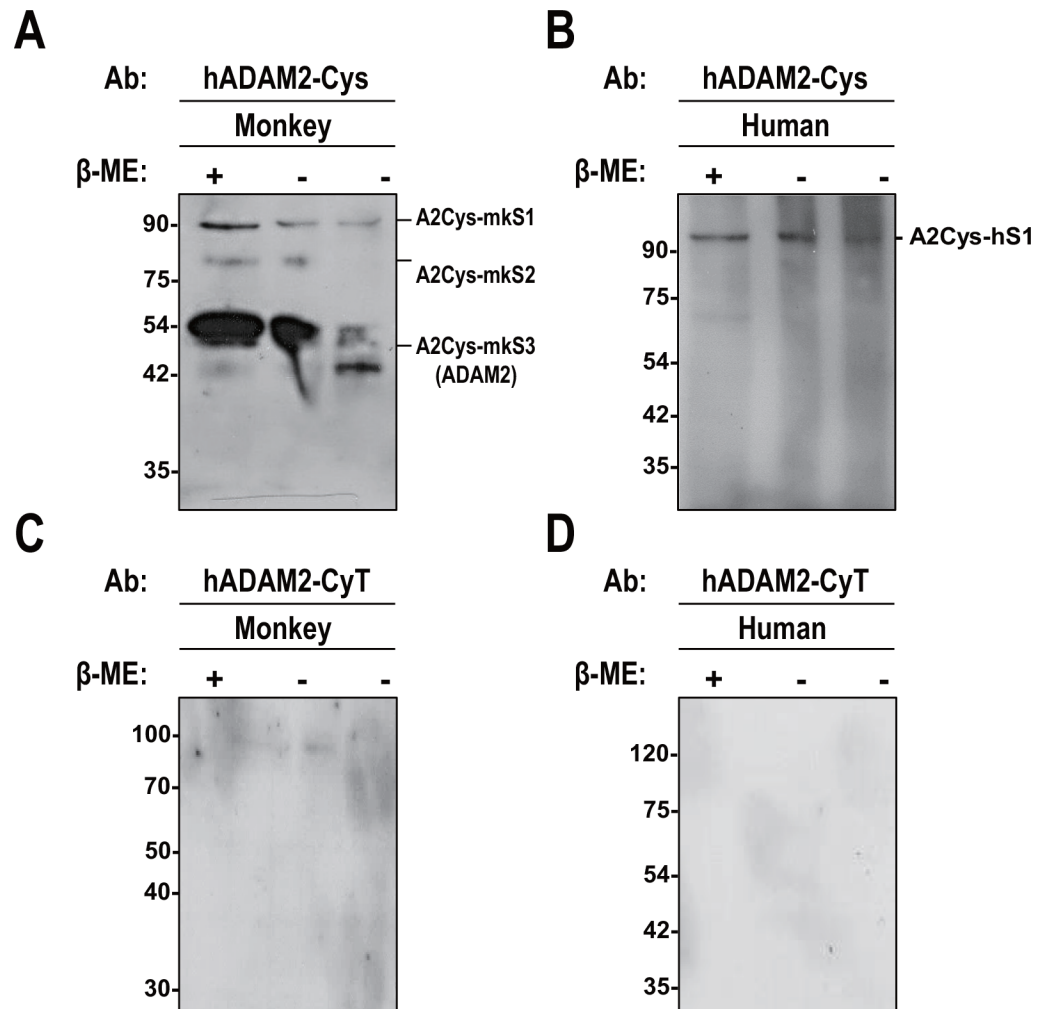 A
Ab: hADAM2-Cys
Monkey
β-ME: + - -
90-
75-
54-
42-
35-
A2Cys-mkS1
A2Cys-mkS2
A2Cys-mkS3
(ADAM2)
B
Ab: hADAM2-Cys
Human
β-ME: + - -
90-
75-
54-
42-
35-
A2Cys-hS1
C
Ab: hADAM2-CyT
Monkey
β-ME: + - -
100-
70-
50-
40-
30-
D
Ab: hADAM2-CyT
Human
β-ME: + - -
120-
75-
54-
42-
35-